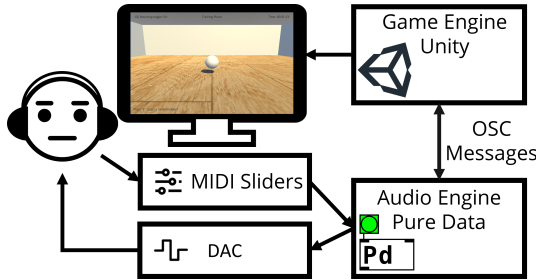 Game Engine
Unity
OSC
Messages
MIDI Sliders
Audio Engine
Pure Data
Pd
DAC